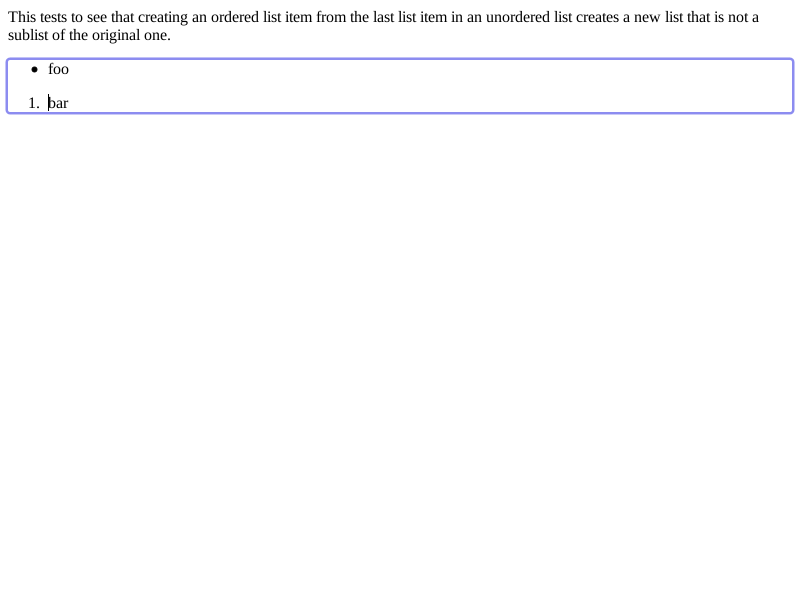 This tests to see that creating an ordered list item from the last list item in an unordered list creates a new list that is not a
sublist of the original one.
• foo
1. bar